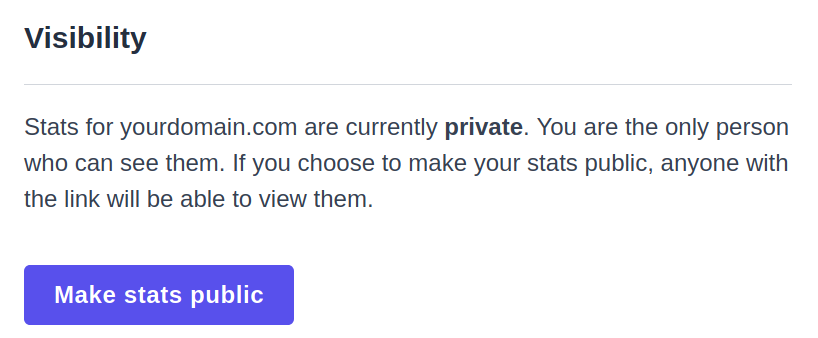 Visibility
Stats for yourdomain.com are currently private. You are the only person
who can see them. If you choose to make your stats public, anyone with
the link will be able to view them.
Make stats public